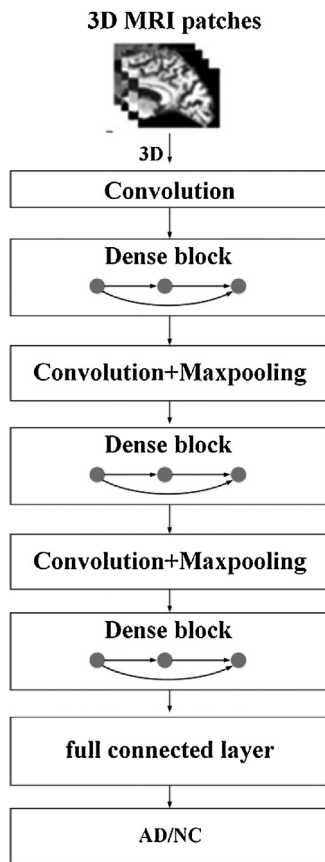 3D MRI patches
3D
Convolution
Dense block
Convolution+Maxpooling
Dense block
Convolution+Maxpooling
Dense block
full connected layer
AD/NC